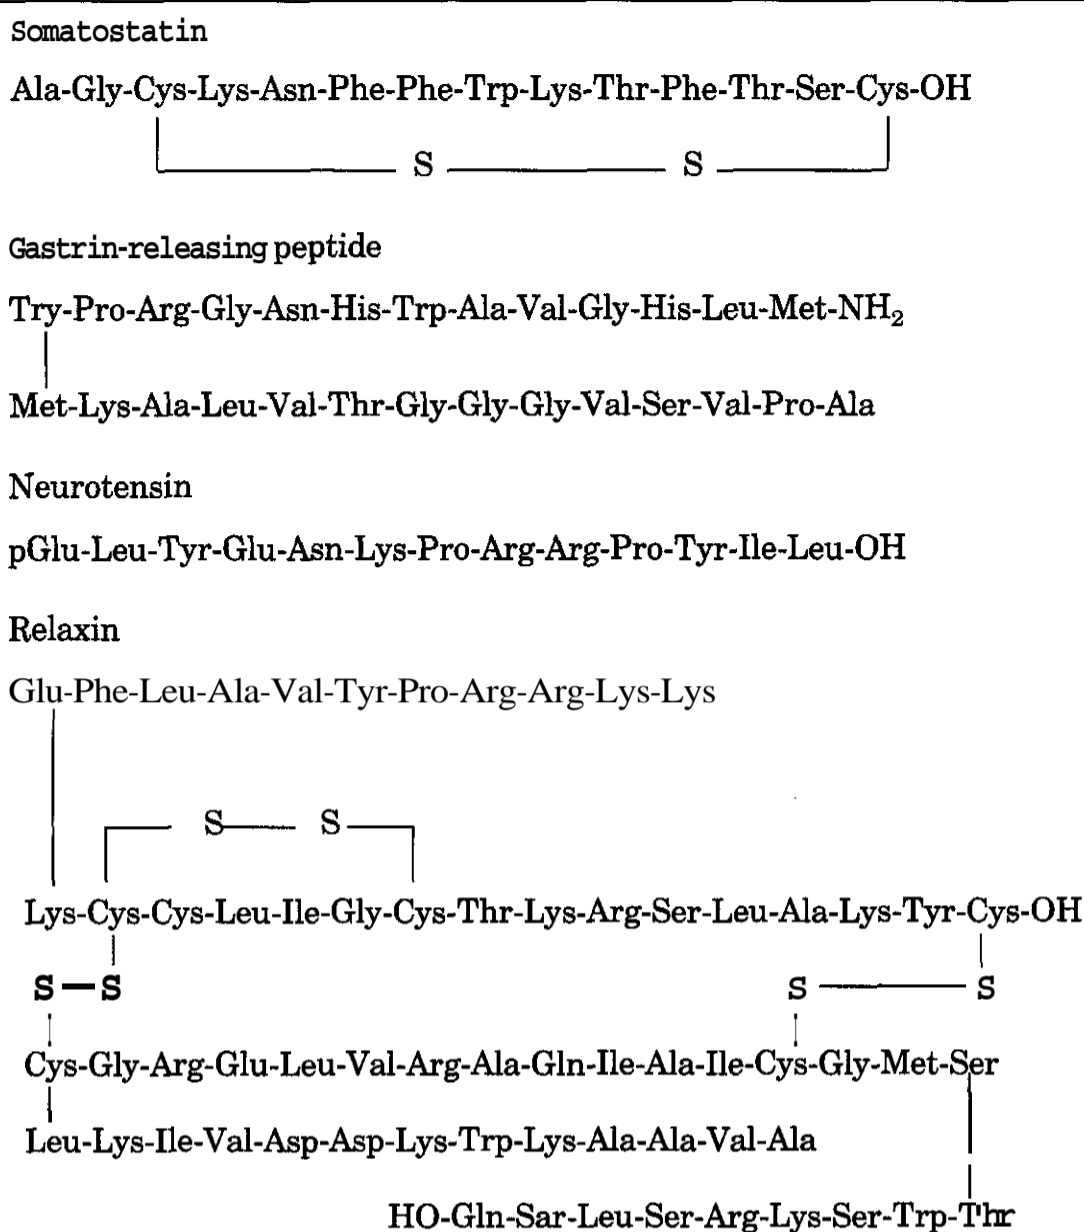 Somatostatin
Ala-Gly-Cys-Lys-Asn-Phe-Phe-Trp-Lys-Thr-Phe-Thr-Ser-Cys-OH
S S
Gastrin-releasing peptide
Try-Pro-Arg-Gly-Asn-His-Trp-Ala-Val-Gly-His-Leu-Met-NH₂
Met-Lys-Ala-Leu-Val-Thr-Gly-Gly-Gly-Val-Ser-Val-Pro-Ala
Neurotensin
pGlu-Leu-Tyr-Glu-Asn-Lys-Pro-Arg-Arg-Pro-Tyr-Ile-Leu-OH
Relaxin
Glu-Phe-Leu-Ala-Val-Tyr-Pro-Arg-Arg-Lys-Lys
S S
Lys-Cys-Cys-Leu-Ile-Gly-Cys-Thr-Lys-Arg-Ser-Leu-Ala-Lys-Tyr-Cys-OH
S—S S S
Cys-Gly-Arg-Glu-Leu-Val-Arg-Ala-Gln-Ile-Ala-Ile-Cys-Gly-Met-Ser
Leu-Lys-Ile-Val-Asp-Asp-Lys-Trp-Lys-Ala-Ala-Val-Ala
HO-Gln-Sar-Leu-Ser-Arg-Lys-Ser-Trp-Thr